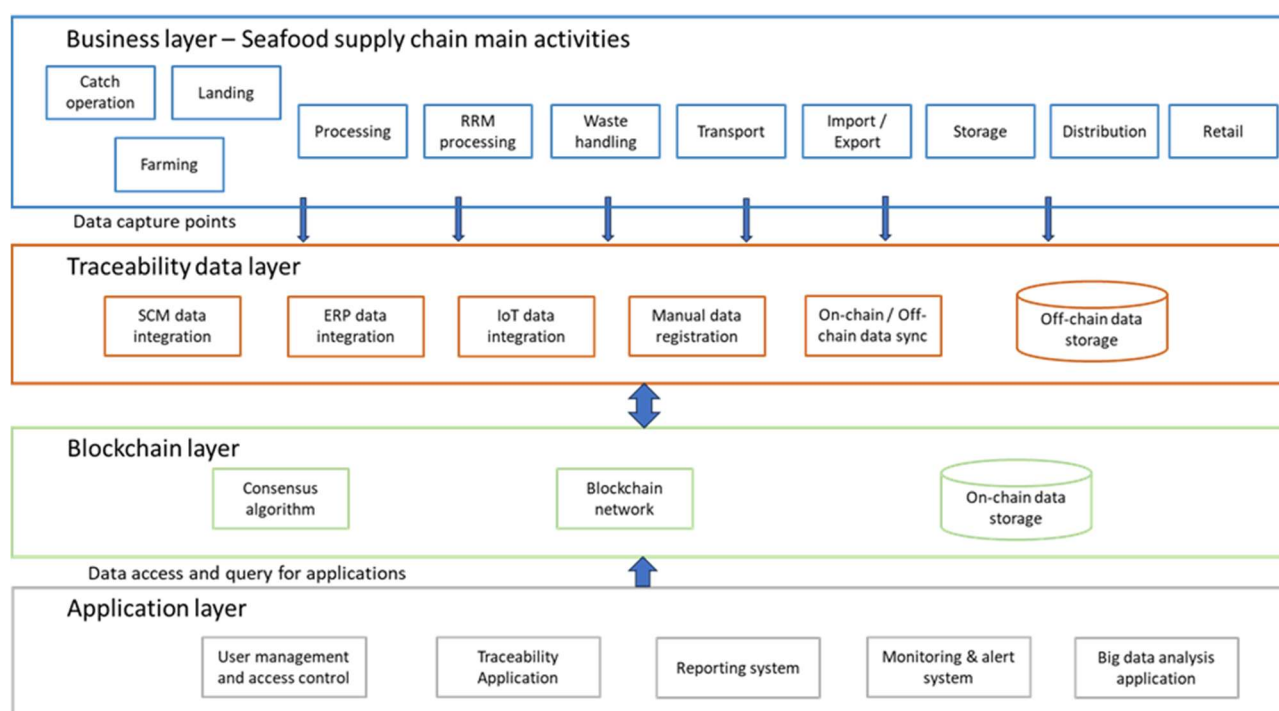 Business layer – Seafood supply chain main activities
Catch
operation
Landing
Farming
Processing
RRM
processing
Waste
handling
Transport
Import /
Export
Storage
Distribution
Retail
Data capture points
Traceability data layer
SCM data
integration
ERP data
integration
IoT data
integration
Manual data
registration
On-chain / Off-
chain data sync
Off-chain data
storage
Blockchain layer
Consensus
algorithm
Blockchain
network
On-chain data
storage
Data access and query for applications
Application layer
User management
and access control
Traceability
Application
Reporting system
Monitoring & alert
system
Big data analysis
application